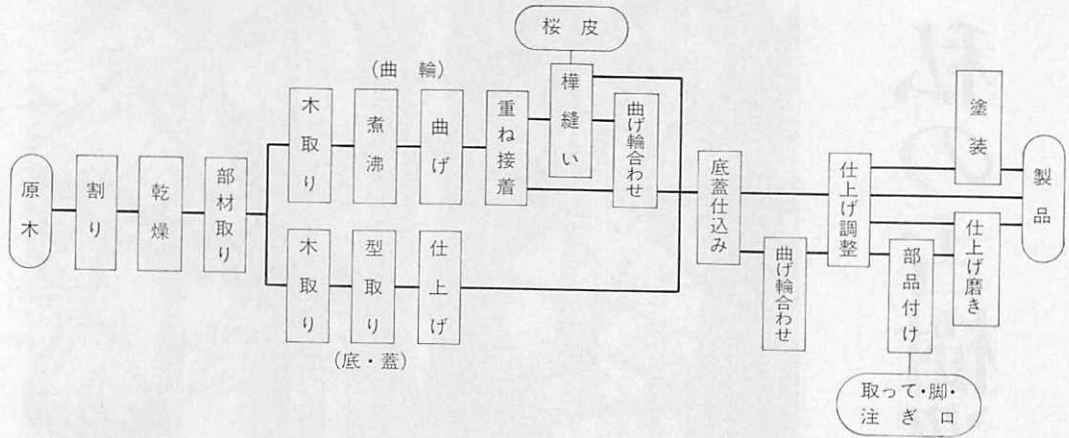 原木
割り
乾燥
部材取り
(曲輪)
木取り
煮沸
曲げ
重ね接着
桜皮
樺縫い
曲げ輪合わせ
木取り
型取り
仕上げ
(底・蓋)
底蓋仕込み
曲げ輪合わせ
仕上げ調整
塗装
部品付け
仕上げ磨き
取って・脚・
注ぎ口
製品